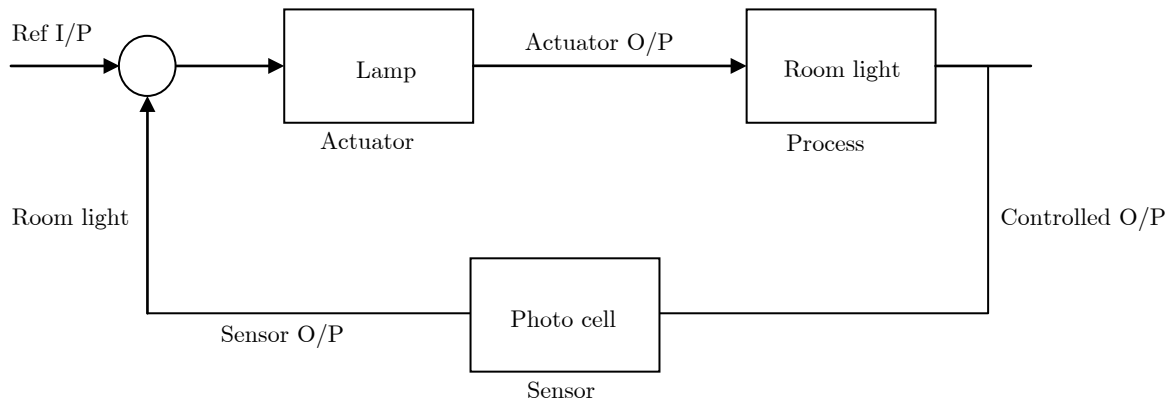 Ref I/P
Lamp
Actuator O/P
Room light
Actuator
Process
Room light
Controlled O/P
Photo cell
Sensor O/P
Sensor